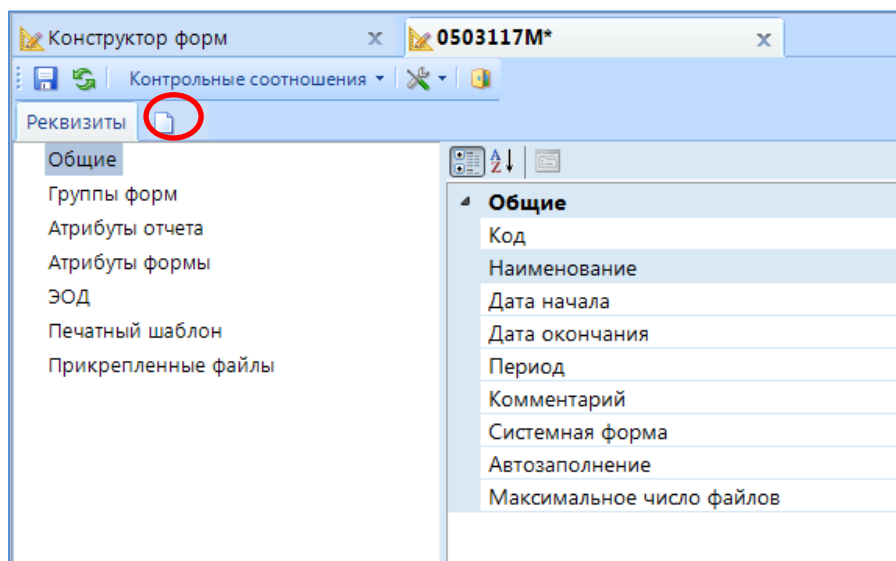 Конструктор форм x 0503117М* x
Контрольные соотношения
Реквизиты
Общие
Группы форм
Атрибуты отчета
Атрибуты формы
ЭОД
Печатный шаблон
Прикрепленные файлы
A
Z
Общие
Код
Наименование
Дата начала
Дата окончания
Период
Комментарий
Системная форма
Автозаполнение
Максимальное число файлов